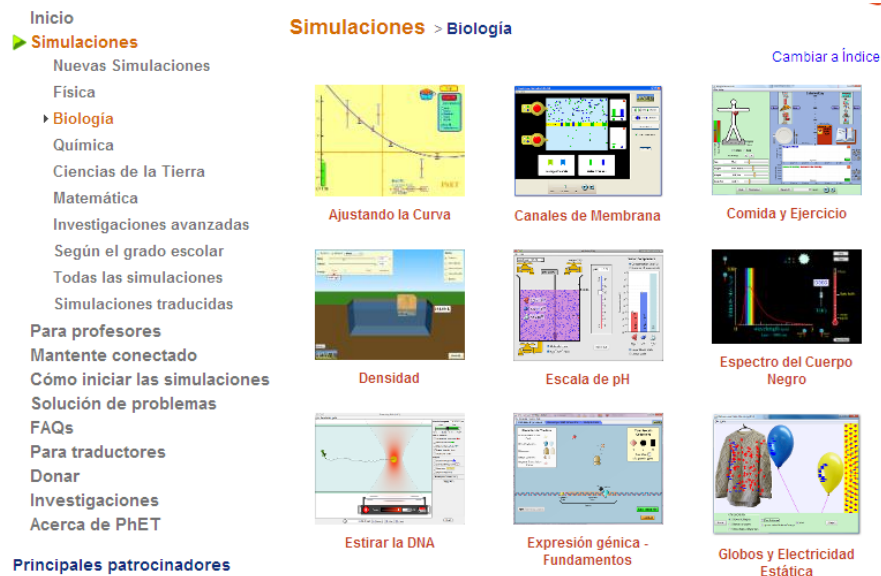 Inicio
Simulaciones
Nuevas Simulaciones
Física
Biología
Química
Ciencias de la Tierra
Matemática
Investigaciones avanzadas
Según el grado escolar
Todas las simulaciones
Simulaciones traducidas
Para profesores
Mantente conectado
Cómo iniciar las simulaciones
Solución de problemas
FAQs
Para traductores
Donar
Investigaciones
Acerca de PhET
Principales patrocinadores
Simulaciones > Biología
Cambiar a Índice
Ajustando la Curva
Canales de Membrana
Comida y Ejercicio
Densidad
Escala de pH
Espectro del Cuerpo
Negro
Estirar la DNA
Expresión génica -
Fundamentos
Globos y Electricidad
Estática